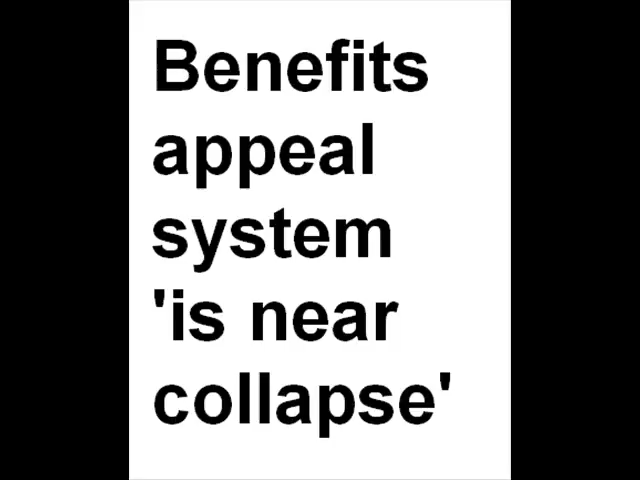 Benefits
appeal
system
'is near
collapse'